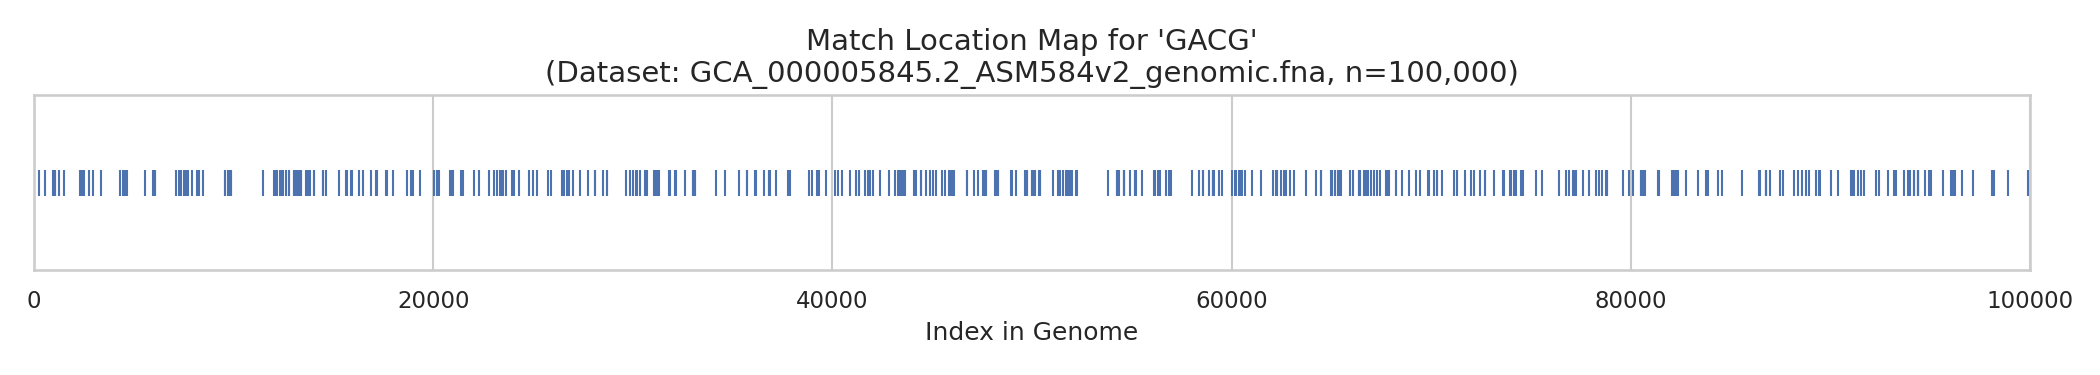 Match Location Map for 'GACG'
(Dataset: GCA_000005845.2_ASM584v2_genomic.fna, n=100,000)
0 20000 40000 60000 80000 100000
Index in Genome